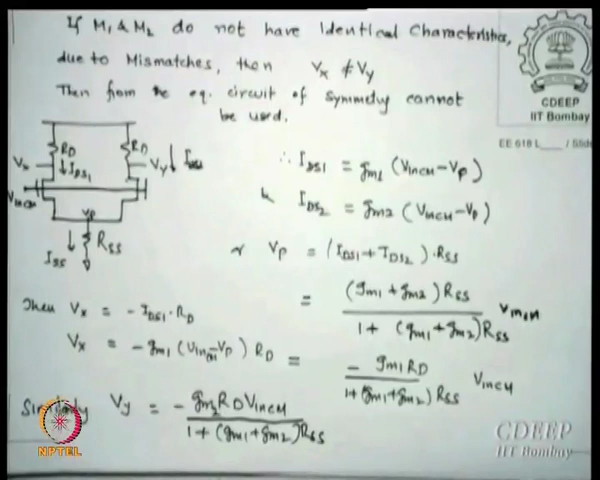 If M1 & M2 do not have Identical Characteristics,
due to Mismatches, then Vx ≠ Vy
Then from the eq. circuit of Symmetry cannot
be used.
CDEEP
IIT Bombay
EE 618 L____ / Slide
RD RD
Vx ↓ IDS1 Vy ↓
VINCM
VP
↓ RSS
ISS
∴ IDS1 = gm1 (VINCM - VP)
& IDS2 = gm2 (VINCM - VP)
or VP = (IDS1 + IDS2) . RSS
= (gm1 + gm2) RSS / 1 + (gm1 + gm2) RSS
Then Vx = - IDS1 . RD
Vx = - gm1 (VINCM - VP) RD = - gm1 RD / 1 + (gm1 + gm2) RSS VINCM
Similarly Vy = - gm2 RD VINCM / 1 + (gm1 + gm2) RSS
NPTEL
CDEEP
IIT Bombay